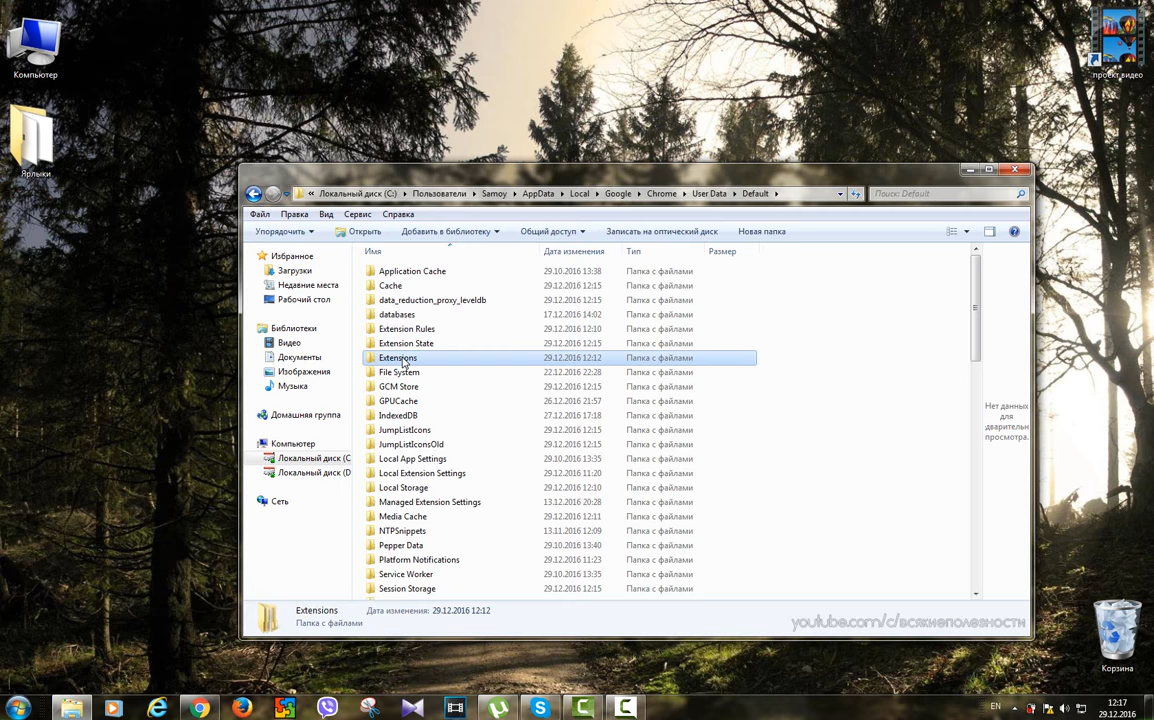 Компьютер
Ярлыки
проект видео
Корзина
« Локальный диск (C:) ▸ Пользователи ▸ Samoy ▸ AppData ▸ Local ▸ Google ▸ Chrome ▸ User Data ▸ Default ▸
Поиск: Default
Файл Правка Вид Сервис Справка
Упорядочить Открыть Добавить в библиотеку Общий доступ Записать на оптический диск Новая папка
Избранное
Загрузки
Недавние места
Рабочий стол
Библиотеки
Видео
Документы
Изображения
Музыка
Домашняя группа
Компьютер
Локальный диск (C
Локальный диск (D
Сеть
Имя Дата изменения Тип Размер
Application Cache 29.10.2016 13:38 Папка с файлами
Cache 29.12.2016 12:15 Папка с файлами
data_reduction_proxy_leveldb 29.12.2016 12:15 Папка с файлами
databases 17.12.2016 14:02 Папка с файлами
Extension Rules 29.12.2016 12:10 Папка с файлами
Extension State 29.12.2016 12:15 Папка с файлами
Extensions 29.12.2016 12:12 Папка с файлами
File System 22.12.2016 22:28 Папка с файлами
GCM Store 29.12.2016 12:15 Папка с файлами
GPUCache 26.12.2016 21:57 Папка с файлами
IndexedDB 27.12.2016 17:18 Папка с файлами
JumpListIcons 29.12.2016 12:15 Папка с файлами
JumpListIconsOld 29.12.2016 12:15 Папка с файлами
Local App Settings 29.10.2016 13:35 Папка с файлами
Local Extension Settings 29.12.2016 11:20 Папка с файлами
Local Storage 29.12.2016 12:10 Папка с файлами
Managed Extension Settings 13.12.2016 20:28 Папка с файлами
Media Cache 29.12.2016 12:11 Папка с файлами
NTPSnippets 13.11.2016 12:09 Папка с файлами
Pepper Data 29.10.2016 13:40 Папка с файлами
Platform Notifications 29.12.2016 11:23 Папка с файлами
Service Worker 29.10.2016 13:35 Папка с файлами
Session Storage 29.12.2016 12:15 Папка с файлами
Нет данных
для
дварительн
просмотра.
Extensions Дата изменения: 29.12.2016 12:12
Папка с файлами
youtube.com/c/всякиеполезности
EN
12:17
29.12.2016